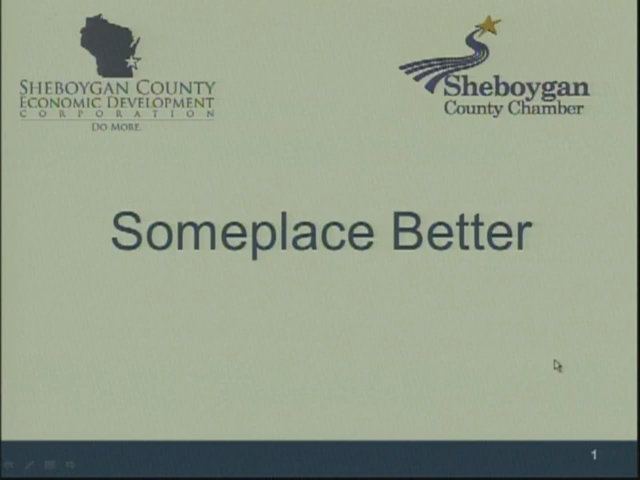 SHEBOYGAN COUNTY
ECONOMIC DEVELOPMENT
CORPORATION
DO MORE.
Sheboygan
County Chamber
Someplace Better
1